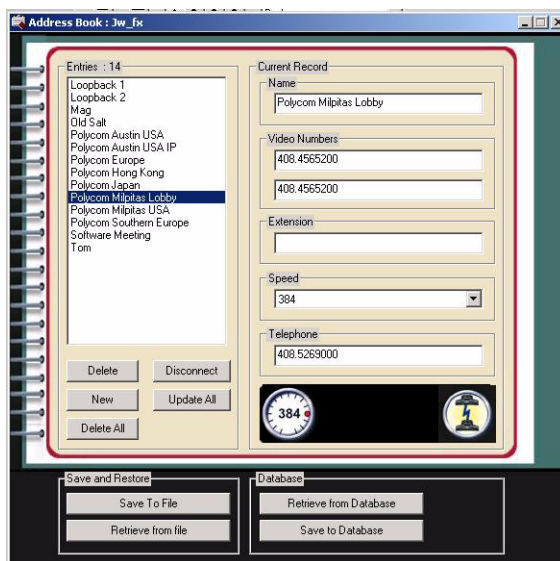 Address Book : Jw_fx
Entries : 14
Loopback 1
Loopback 2
Mag
Old Salt
Polycom Austin USA
Polycom Austin USA IP
Polycom Europe
Polycom Hong Kong
Polycom Japan
Polycom Milpitas Lobby
Polycom Milpitas USA
Polycom Southern Europe
Software Meeting
Tom
Delete
Disconnect
New
Update All
Delete All
Current Record
Name
Polycom Milpitas Lobby
Video Numbers
408.4565200
408.4565200
Extension
Speed
384
Telephone
408.5269000
384
Save and Restore
Save To File
Retrieve from file
Database
Retrieve from Database
Save to Database